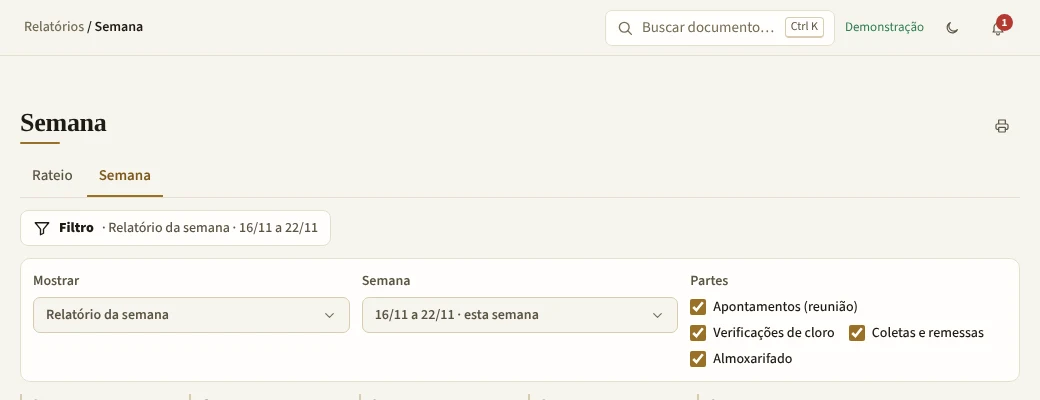 Relatórios / Semana
Buscar documento… Ctrl K
Demonstração
1
Semana
Rateio
Semana
Filtro · Relatório da semana · 16/11 a 22/11
Mostrar
Relatório da semana
Semana
16/11 a 22/11 · esta semana
Partes
Apontamentos (reunião)
Verificações de cloro
Coletas e remessas
Almoxarifado